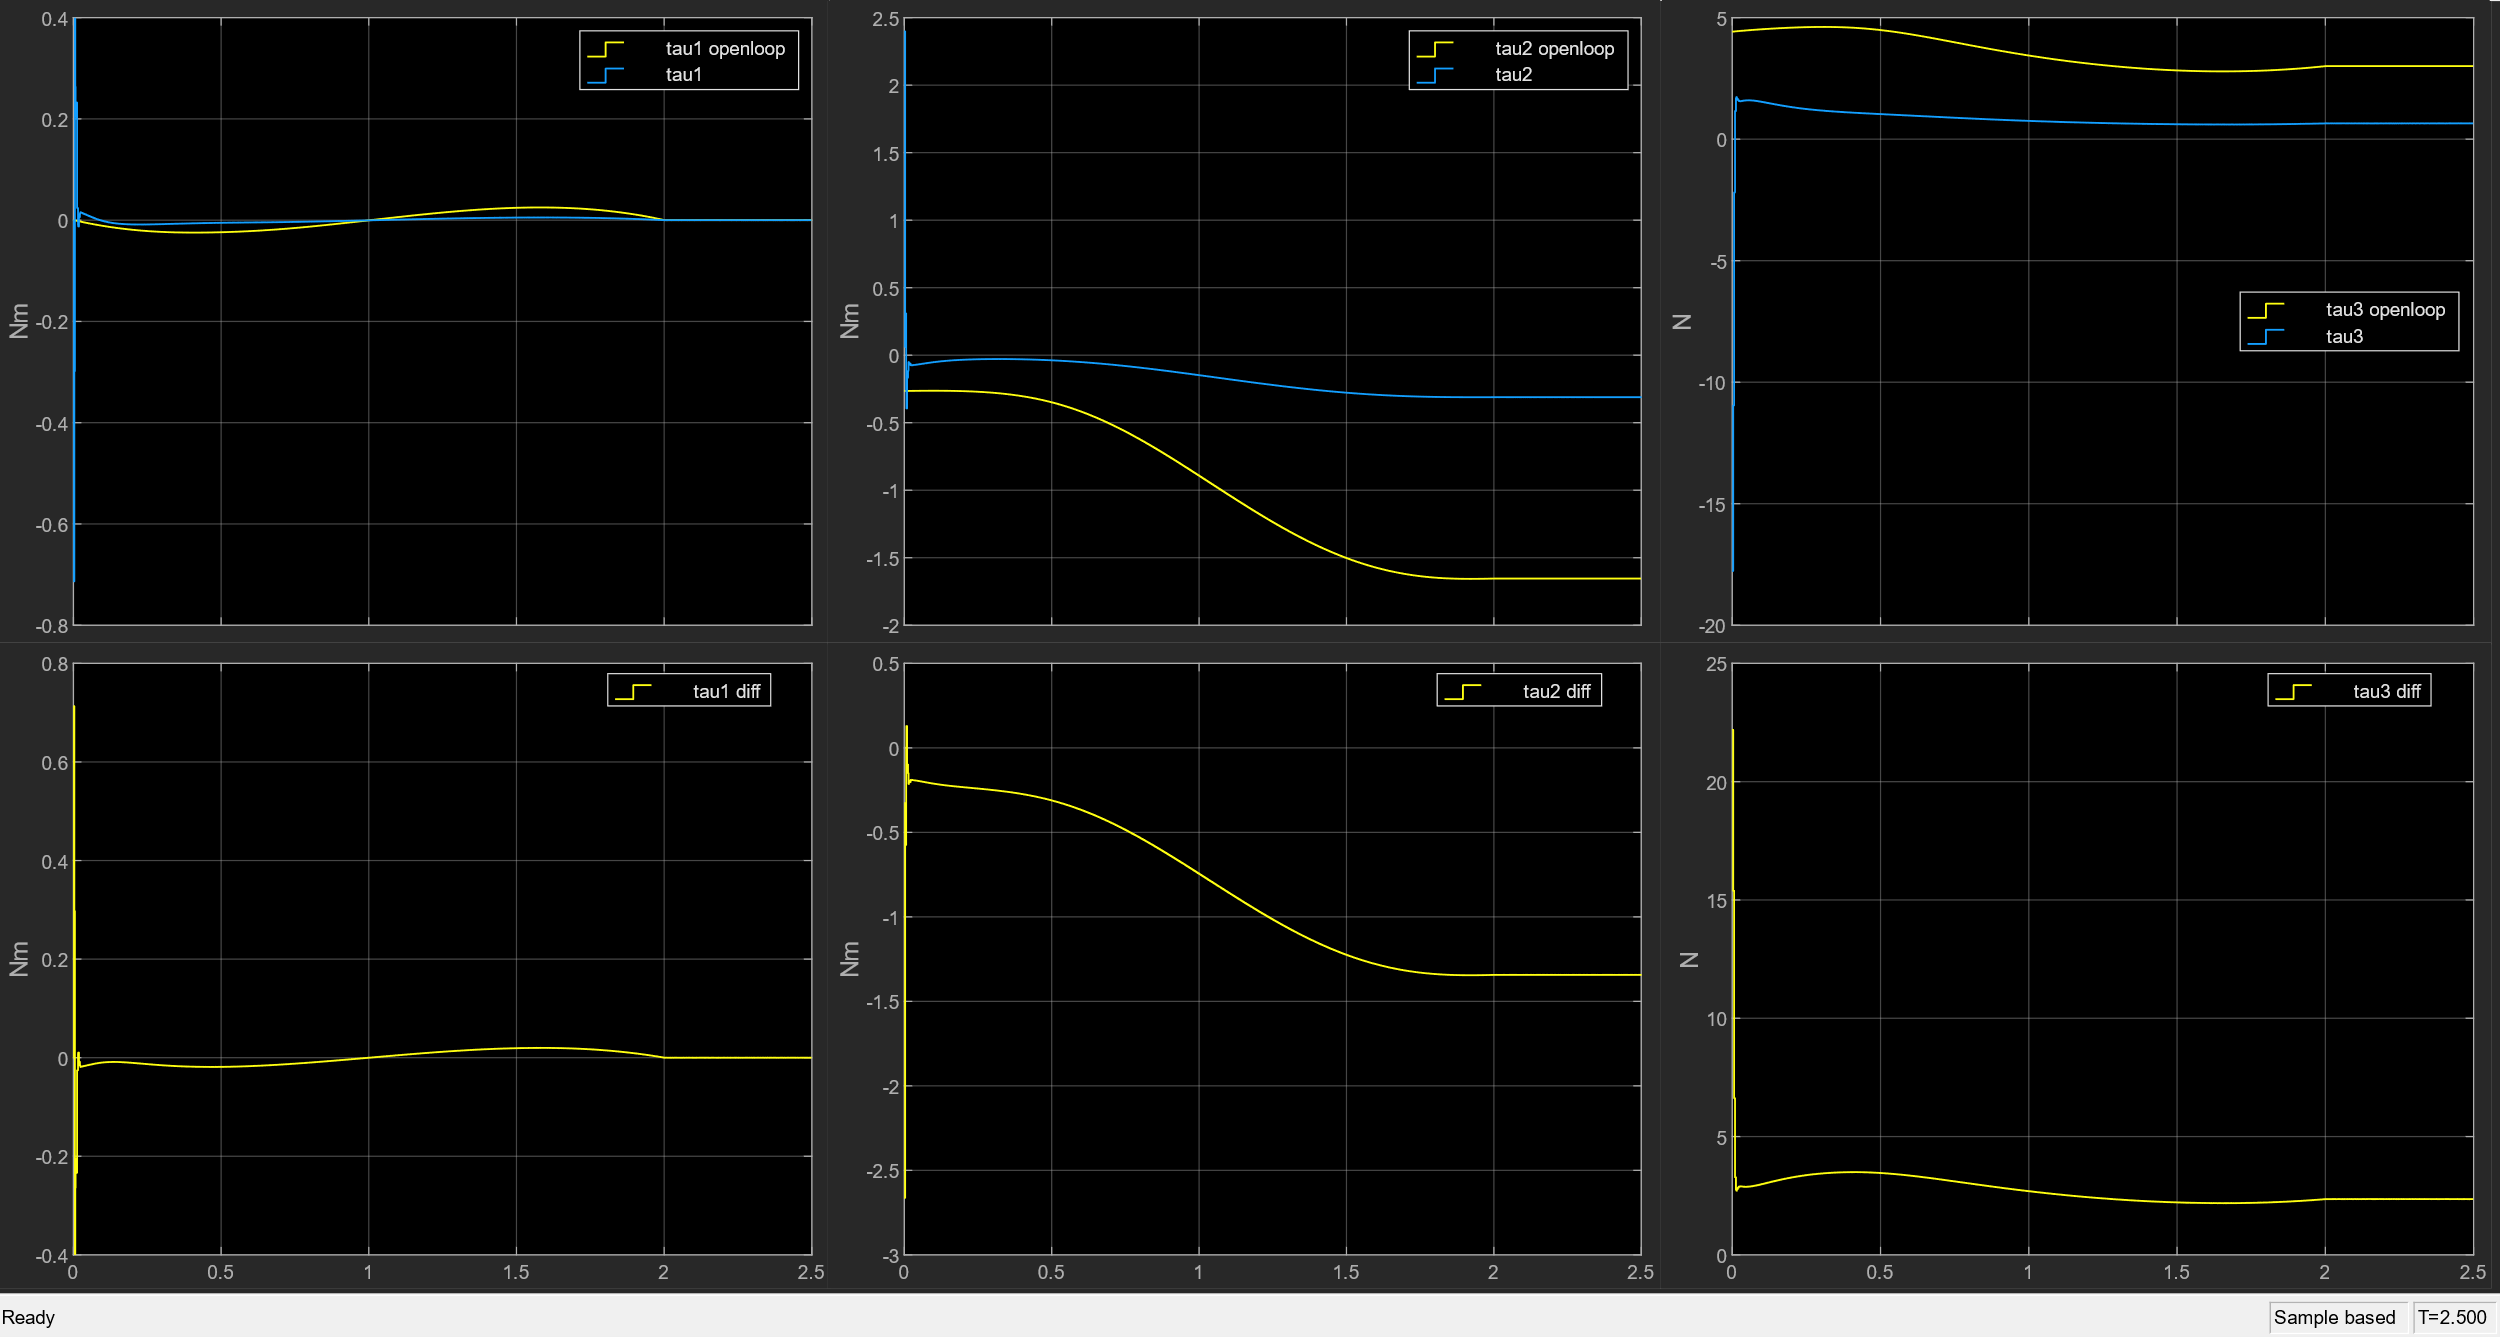 0.4
0.2
0
-0.2
-0.4
-0.6
-0.8
Nm
tau1 openloop
tau1
2.5
2
1.5
1
0.5
0
-0.5
-1
-1.5
-2
Nm
tau2 openloop
tau2
5
0
-5
-10
-15
-20
N
tau3 openloop
tau3
0.8
0.6
0.4
0.2
0
-0.2
-0.4
Nm
tau1 diff
0 0.5 1 1.5 2 2.5
0.5
0
-0.5
-1
-1.5
-2
-2.5
-3
Nm
tau2 diff
0 0.5 1 1.5 2 2.5
25
20
15
10
5
0
N
tau3 diff
0 0.5 1 1.5 2 2.5
Ready
Sample based T=2.500